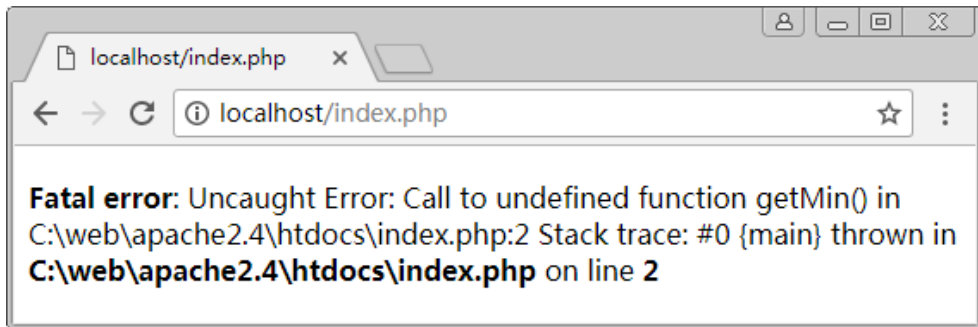 localhost/index.php
localhost/index.php
Fatal error: Uncaught Error: Call to undefined function getMin() in
C:\web\apache2.4\htdocs\index.php:2 Stack trace: #0 {main} thrown in
C:\web\apache2.4\htdocs\index.php on line 2